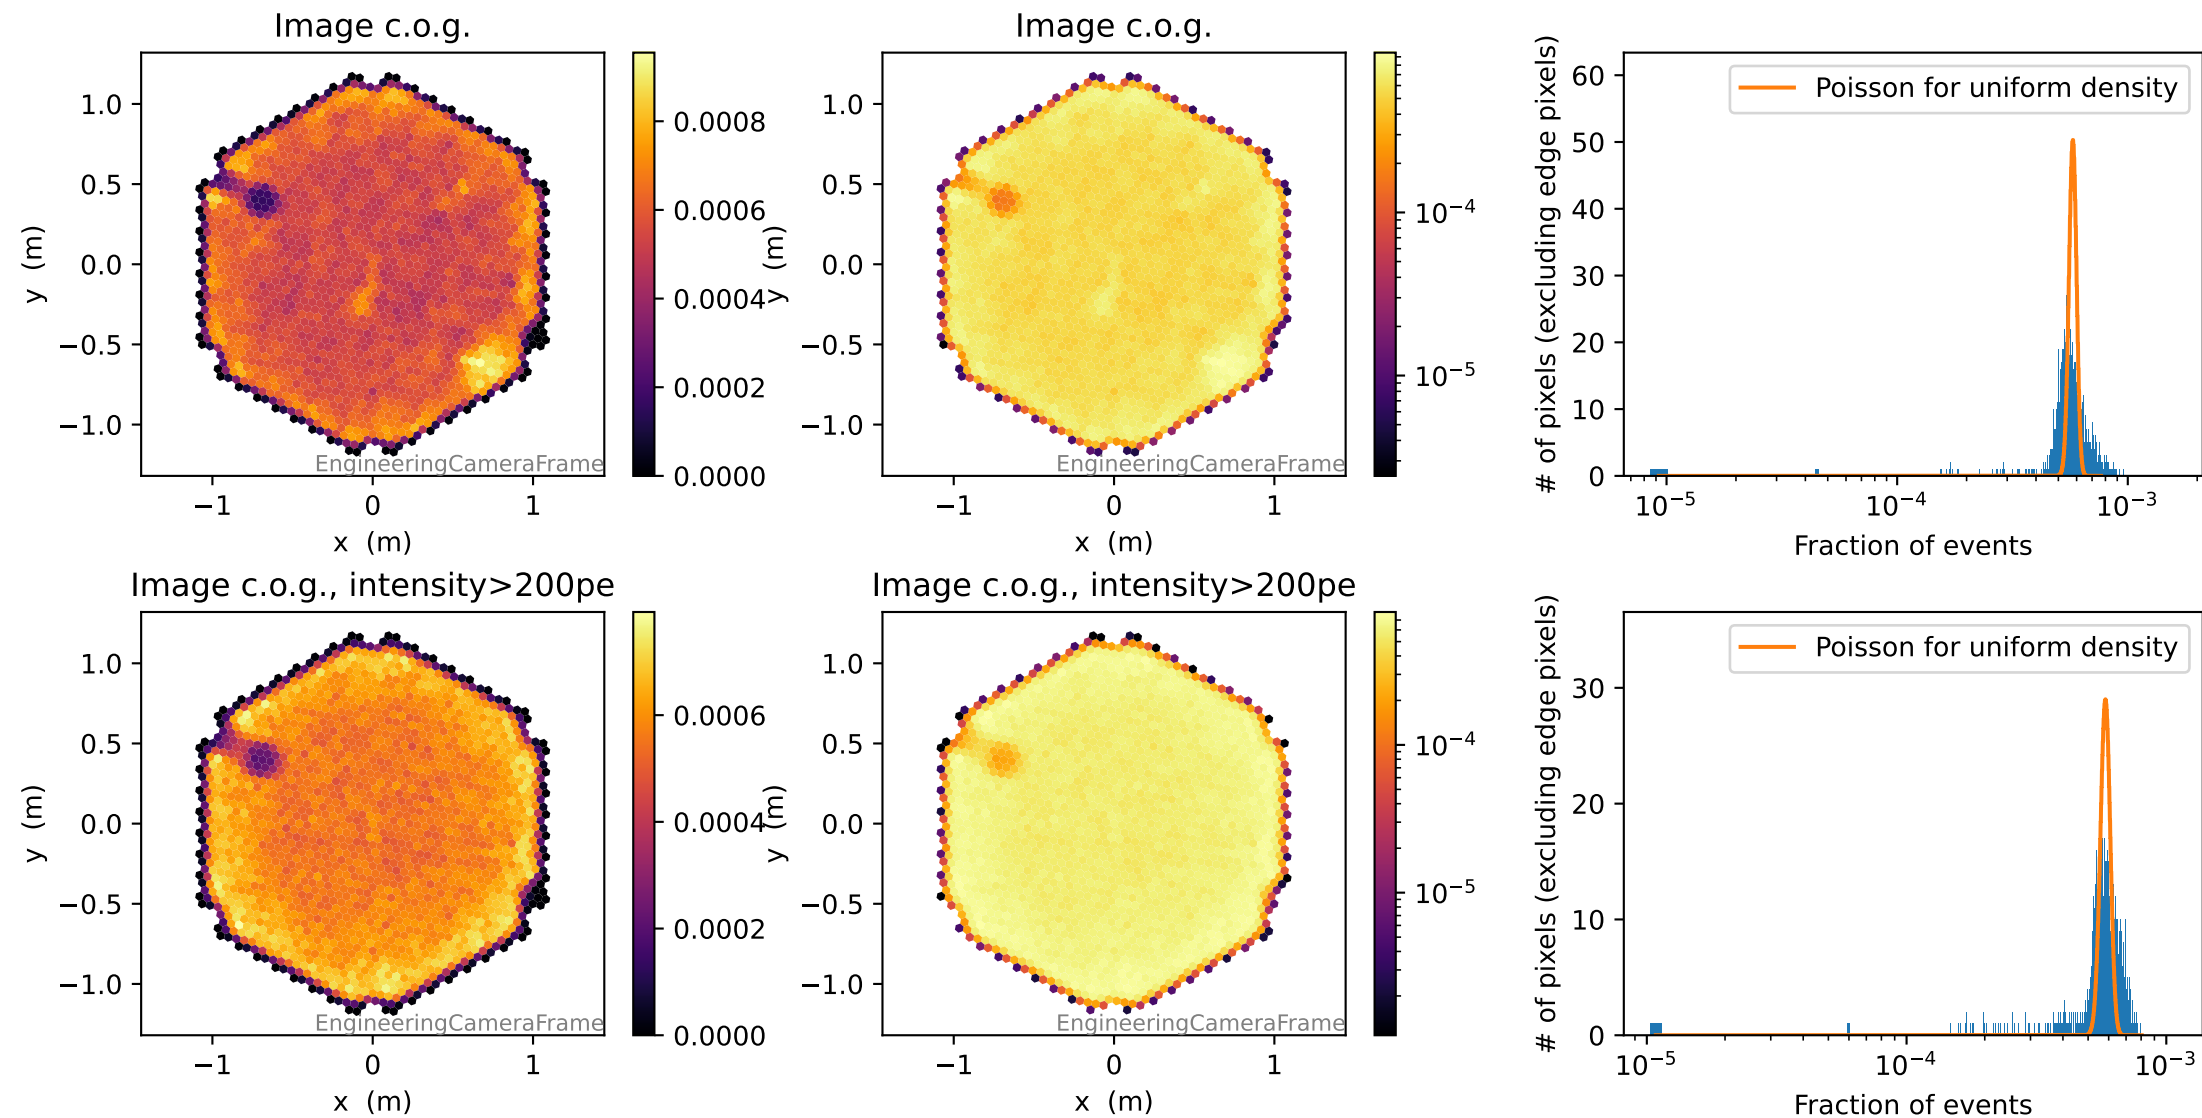 Image c.o.g.
1.0
0.5
0.0
−0.5
−1.0
y (m)
−1
0
1
x (m)
EngineeringCameraFrame
0.0008
0.0006
0.0004
0.0002
0.0000
Image c.o.g.
1.0
0.5
0.0
−0.5
−1.0
y (m)
−1
0
1
x (m)
EngineeringCameraFrame
10⁻⁴
10⁻⁵
# of pixels (excluding edge pixels)
60
50
40
30
20
10
0
Poisson for uniform density
10⁻⁵
10⁻⁴
10⁻³
Fraction of events
Image c.o.g., intensity>200pe
1.0
0.5
0.0
−0.5
−1.0
y (m)
−1
0
1
x (m)
EngineeringCameraFrame
0.0006
0.0004
0.0002
0.0000
Image c.o.g., intensity>200pe
1.0
0.5
0.0
−0.5
−1.0
y (m)
−1
0
1
x (m)
EngineeringCameraFrame
10⁻⁴
10⁻⁵
# of pixels (excluding edge pixels)
30
20
10
0
Poisson for uniform density
10⁻⁵
10⁻⁴
10⁻³
Fraction of events